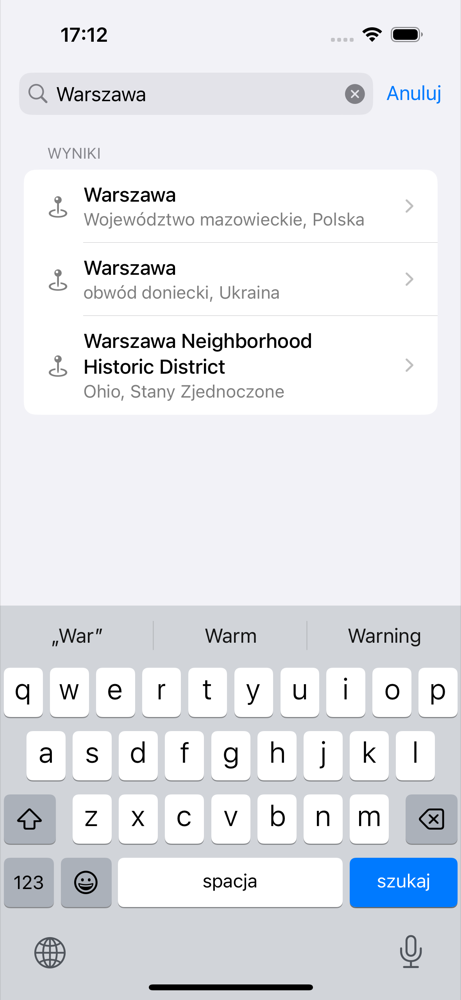 17:12
Warszawa
Anuluj
WYNIKI
Warszawa
Województwo mazowieckie, Polska
Warszawa
obwód doniecki, Ukraina
Warszawa Neighborhood
Historic District
Ohio, Stany Zjednoczone
„War” Warm Warning
q w e r t y u i o p
a s d f g h j k l
z x c v b n m
123 spacja szukaj